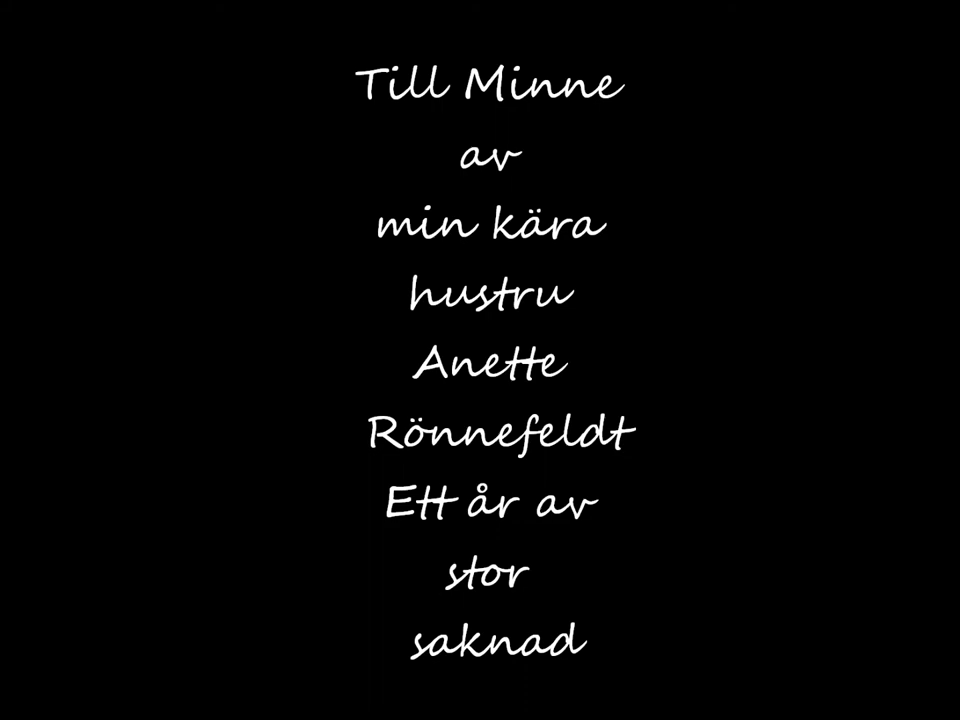 Till Minne
av
min kära
hustru
Anette
Rönnefeldt
Ett år av
stor
saknad